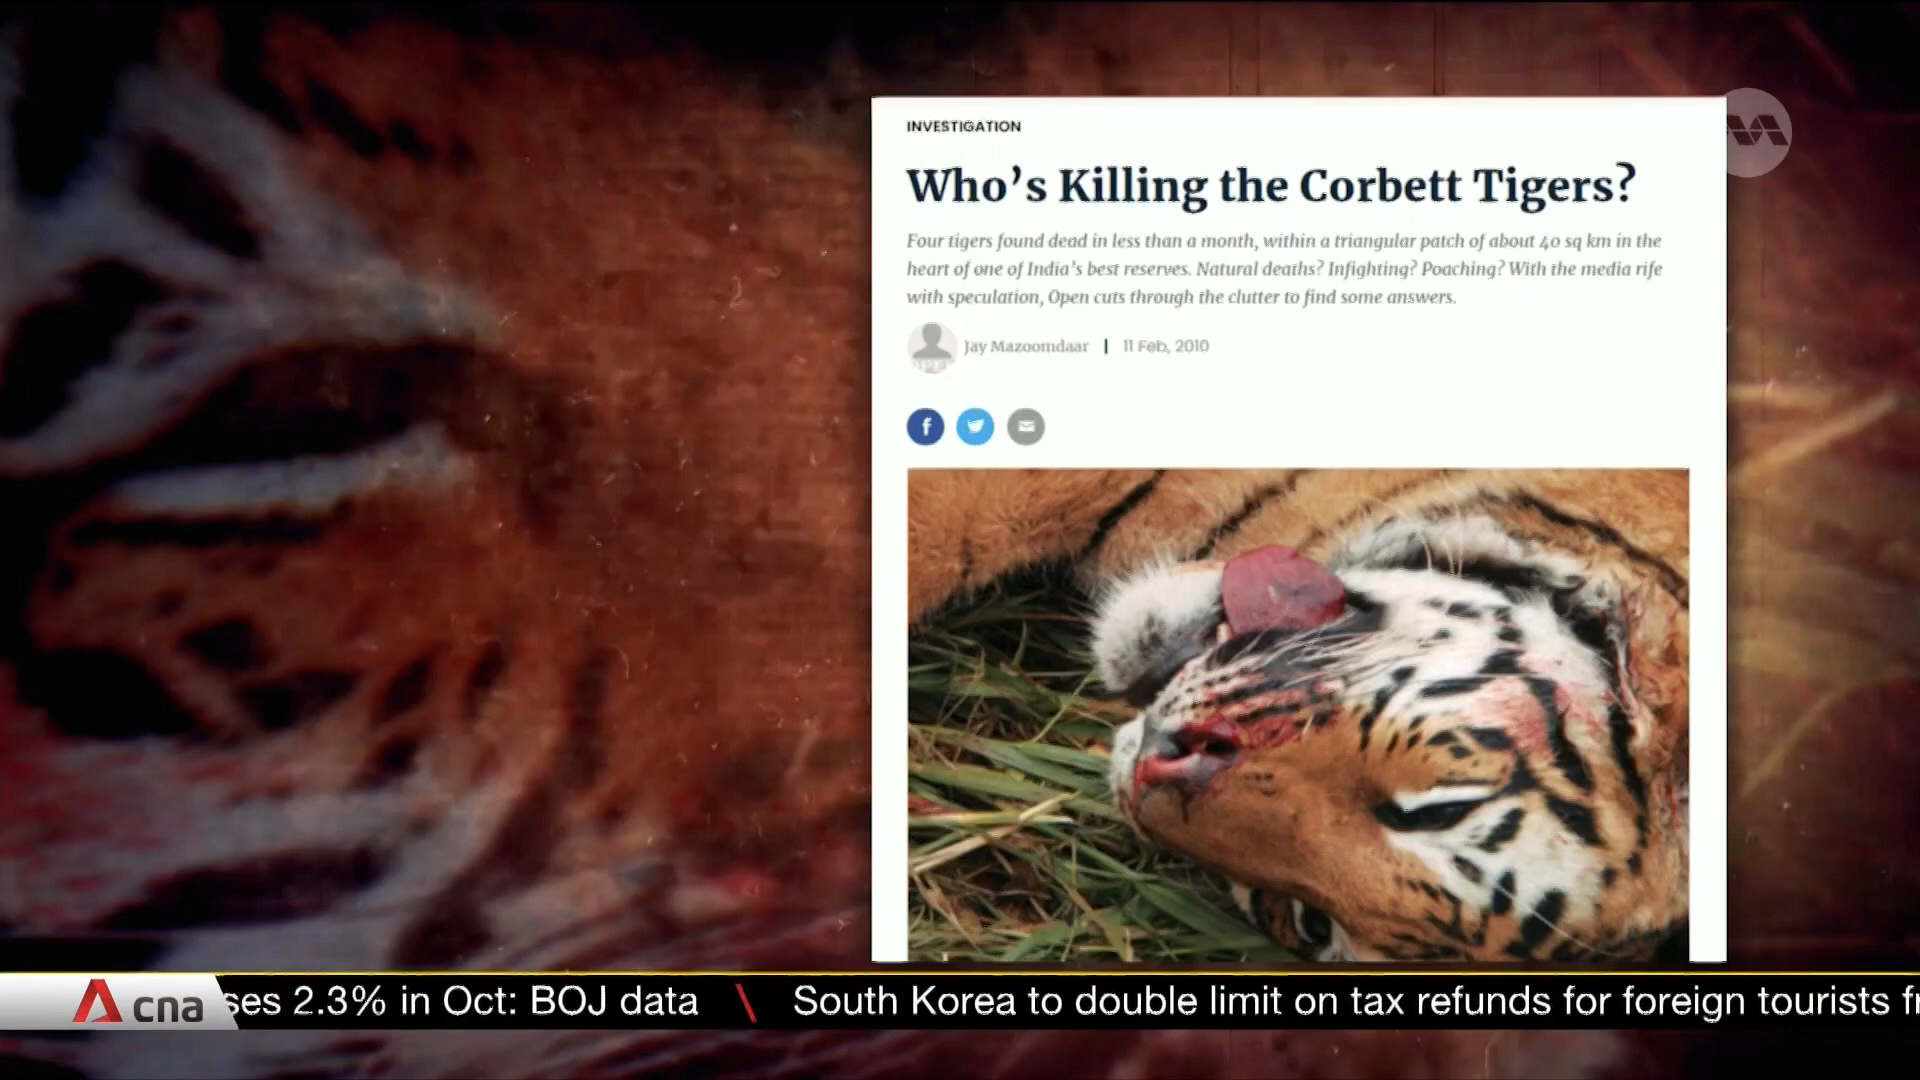 INVESTIGATION
Who's Killing the Corbett Tigers?
Four tigers found dead in less than a month, within a triangular patch of about 40 sq km in the
heart of one of India's best reserves. Natural deaths? Infighting? Poaching? With the media rife
with speculation, Open cuts through the clutter to find some answers.
Jay Mazoomdaar | 11 Feb, 2010
cna
ses 2.3% in Oct: BOJ data \ South Korea to double limit on tax refunds for foreign tourists fr